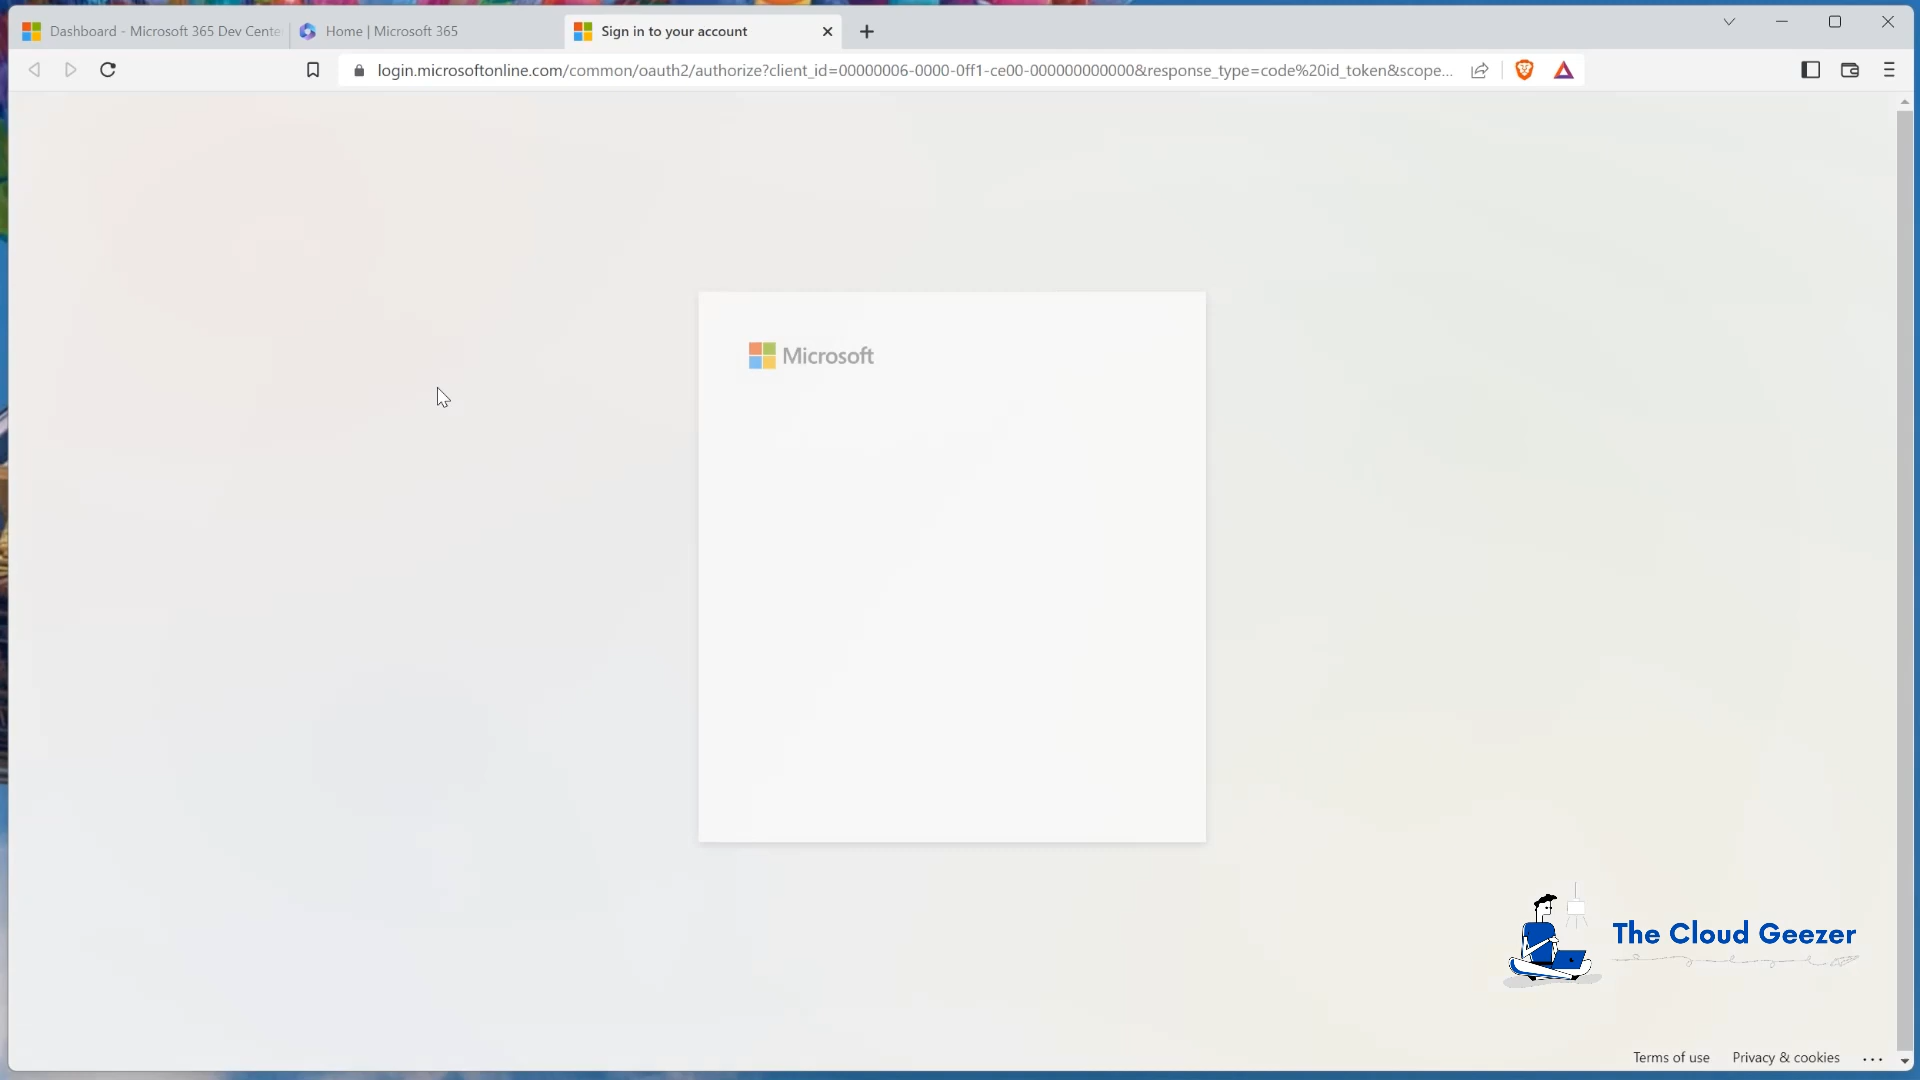 Dashboard - Microsoft 365 Dev Cente
Home | Microsoft 365
Sign in to your account
login.microsoftonline.com/common/oauth2/authorize?client_id=00000006-0000-0ff1-ce00-000000000000&response_type=code%20id_token&scope...
Microsoft
The Cloud Geezer
Terms of use
Privacy & cookies